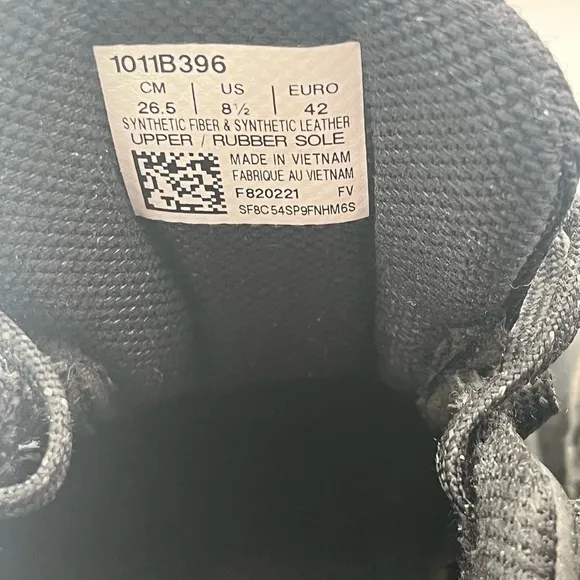 1011B396
CM | US | EURO
26.5 | 8½ | 42
SYNTHETIC FIBER & SYNTHETIC LEATHER
UPPER / RUBBER SOLE
MADE IN VIETNAM
FABRIQUE AU VIETNAM
F820221 FV
SF8C54SP9FNHM6S